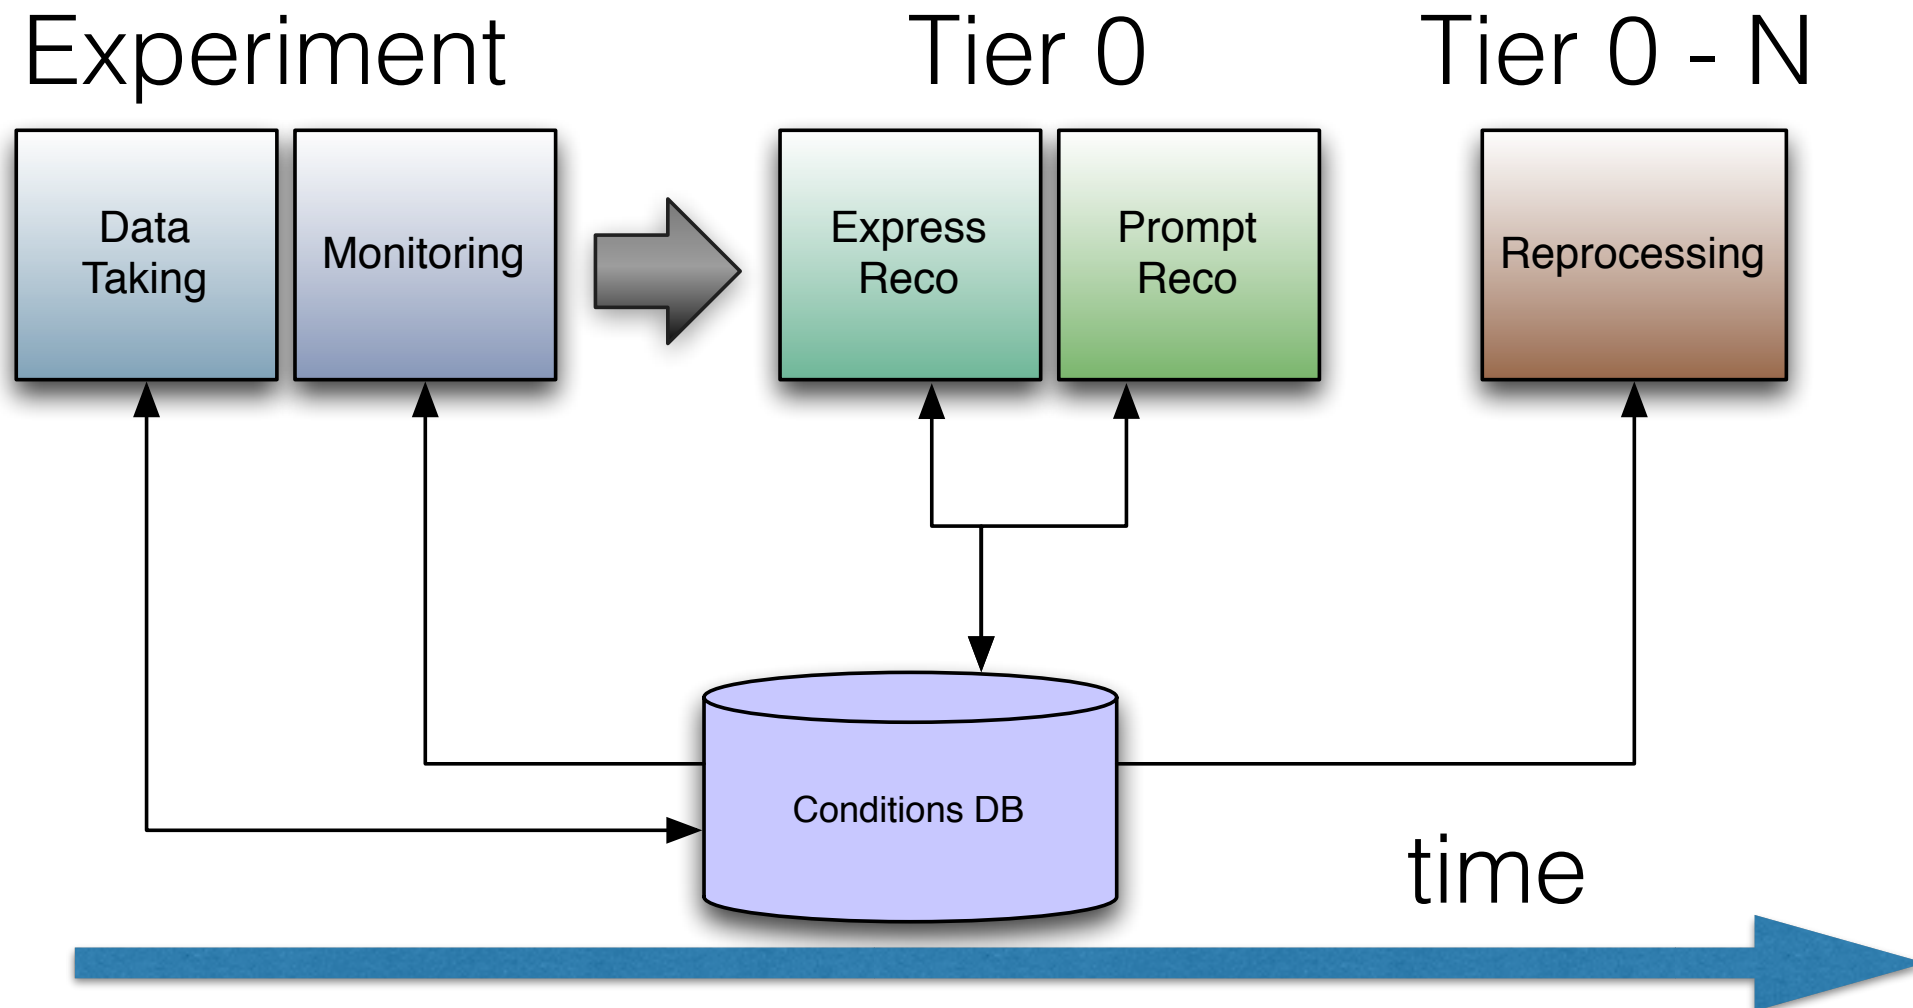 Experiment
Tier 0
Tier 0 - N
Data
Taking
Monitoring
Express
Reco
Prompt
Reco
Reprocessing
Conditions DB
time